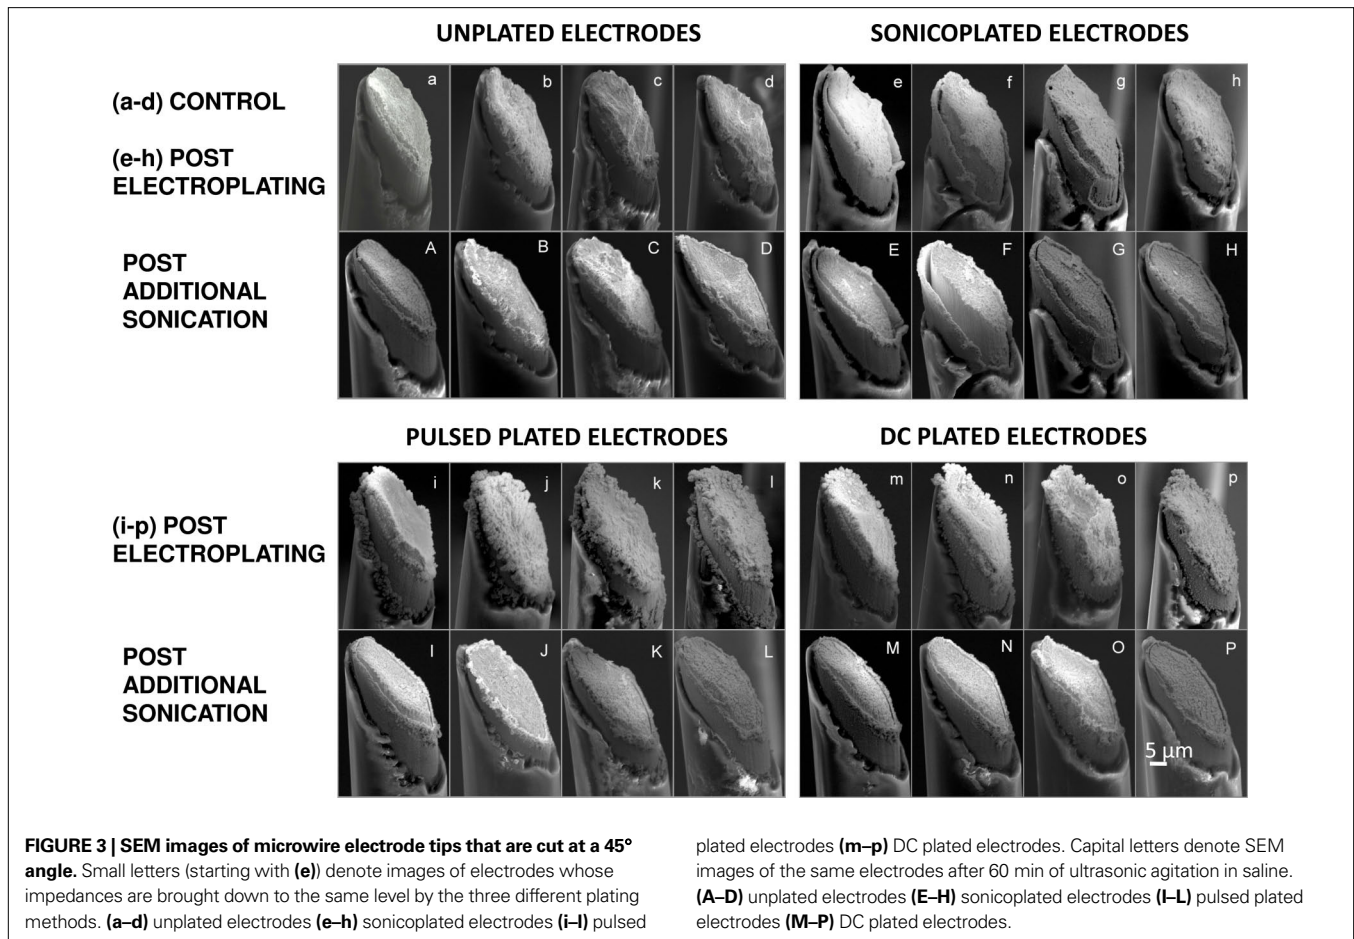 UNPLATED ELECTRODES
SONICOPLATED ELECTRODES
(a-d) CONTROL
(e-h) POST
ELECTROPLATING
a b c d e f g h
POST
ADDITIONAL
SONICATION
A B C D E F G H
PULSED PLATED ELECTRODES
DC PLATED ELECTRODES
(i-p) POST
ELECTROPLATING
i j k l m n o p
POST
ADDITIONAL
SONICATION
I J K L M N O P
5 µm
FIGURE 3 | SEM images of microwire electrode tips that are cut at a 45°
angle. Small letters (starting with (e)) denote images of electrodes whose
impedances are brought down to the same level by the three different plating
methods. (a–d) unplated electrodes (e–h) sonicoplated electrodes (i–l) pulsed
plated electrodes (m–p) DC plated electrodes. Capital letters denote SEM
images of the same electrodes after 60 min of ultrasonic agitation in saline.
(A–D) unplated electrodes (E–H) sonicoplated electrodes (I–L) pulsed plated
electrodes (M–P) DC plated electrodes.